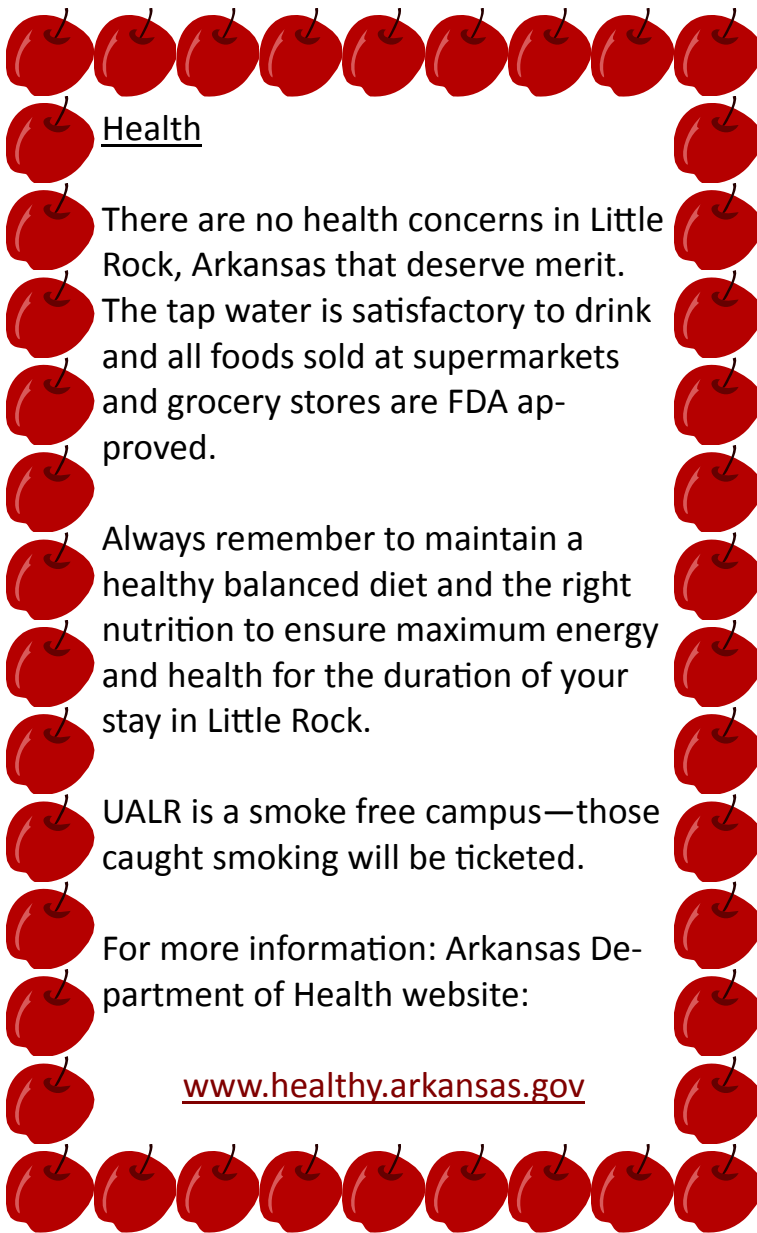 Health
There are no health concerns in Little
Rock, Arkansas that deserve merit.
The tap water is satisfactory to drink
and all foods sold at supermarkets
and grocery stores are FDA ap-
proved.
Always remember to maintain a
healthy balanced diet and the right
nutrition to ensure maximum energy
and health for the duration of your
stay in Little Rock.
UALR is a smoke free campus—those
caught smoking will be ticketed.
For more information: Arkansas De-
partment of Health website:
www.healthy.arkansas.gov